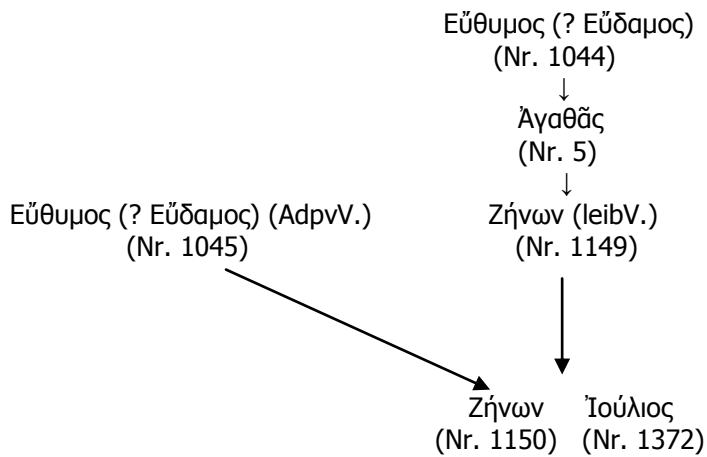 Εὔθυμος (? Εὔδαμος)
(Nr. 1044)
↓
Ἀγαθᾶς
(Nr. 5)
↓
Εὔθυμος (? Εὔδαμος) (AdpvV.)
(Nr. 1045)
Ζήνων (leibV.)
(Nr. 1149)
Ζήνων Ἰούλιος
(Nr. 1150) (Nr. 1372)